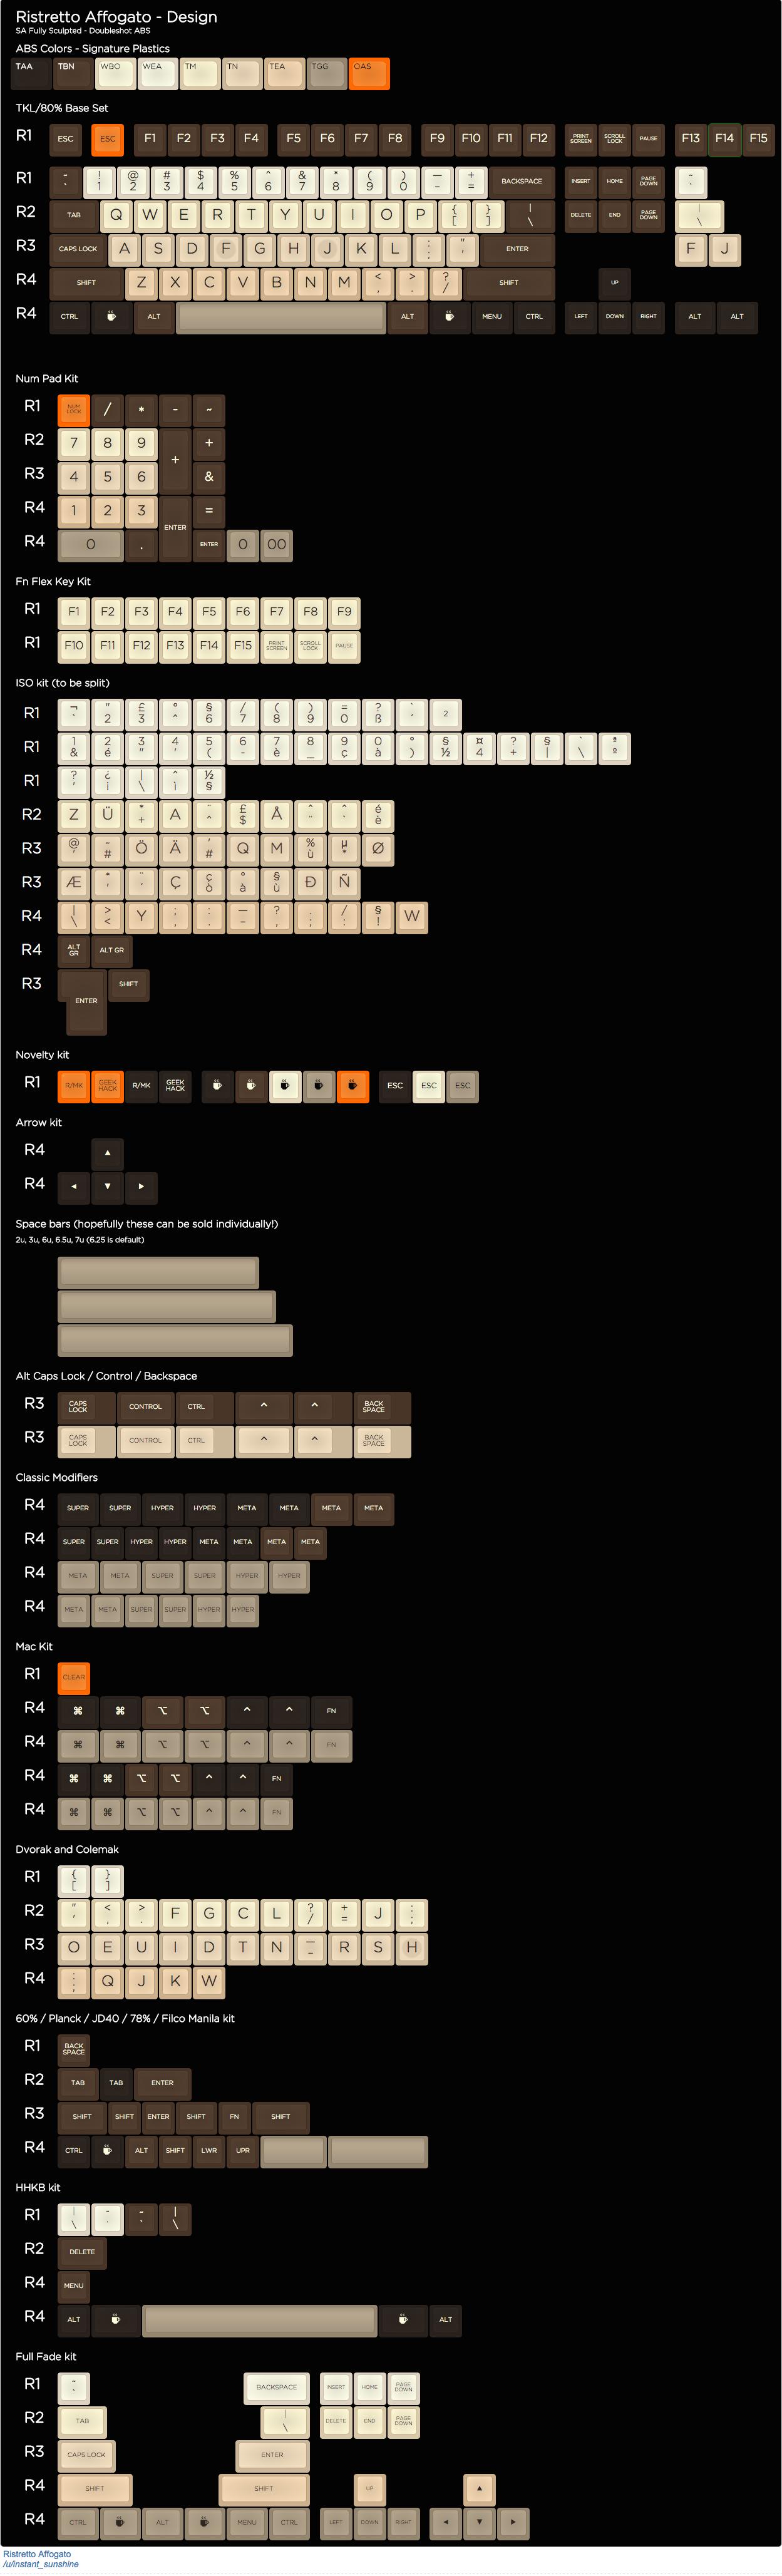 Ristretto Affogato - Design
SA Fully Sculpted - Doubleshot ABS
ABS Colors - Signature Plastics
TAA TBN WBO WEA TM TN TEA TGG OAS
TKL/80% Base Set
R1 ESC ESC F1 F2 F3 F4 F5 F6 F7 F8 F9 F10 F11 F12 PRINT SCREEN SCROLL LOCK PAUSE F13 F14 F15
R1 ~ ` ! 1 @ 2 # 3 $ 4 % 5 ^ 6 & 7 * 8 ( 9 ) 0 — - + = BACKSPACE INSERT HOME PAGE DOWN ~ `
R2 TAB Q W E R T Y U I O P { [ } ] | \ DELETE END PAGE DOWN | \
R3 CAPS LOCK A S D F G H J K L : ; " ' ENTER F J
R4 SHIFT Z X C V B N M < , > . ? / SHIFT UP
R4 CTRL ALT ALT MENU CTRL LEFT DOWN RIGHT ALT ALT
Num Pad Kit
R1 NUM LOCK / * - ~
R2 7 8 9 + +
R3 4 5 6 &
R4 1 2 3 ENTER =
R4 0 . ENTER 0 00
Fn Flex Key Kit
R1 F1 F2 F3 F4 F5 F6 F7 F8 F9
R1 F10 F11 F12 F13 F14 F15 PRINT SCREEN SCROLL LOCK PAUSE
ISO kit (to be split)
R1 ¬ " 2 £ 3 ° ^ § 6 / 7 ( 8 ) 9 = 0 ? ß 2
R1 1 & 2 é 3 " 4 ' 5 ( 6 - 7 è 8 _ 9 ç 0 à ° ) § ½ ¤ 4 ? + § | ` \ ª º
R1 ? ' ¿ ¡ | \ ^ ì ½ §
R2 Z Ü * + A ¨ ^ £ $ Å é è
R3 @ ' ~ # Ö Ä ' # Q M % ù µ * Ø
R3 Æ * ' Ç ç ò ° à § ù Ð Ñ
R4 | \ > < Y ; , : . — - ? , / : § ! W
R4 ALT GR ALT GR
R3 ENTER SHIFT
Novelty kit
R1 R/MK GEEK HACK R/MK GEEK HACK ESC ESC ESC
Arrow kit
R4 ▲
R4 ◄ ▼ ►
Space bars (hopefully these can be sold individually!)
2u, 3u, 6u, 6.5u, 7u (6.25 is default)
Alt Caps Lock / Control / Backspace
R3 CAPS LOCK CONTROL CTRL ^ ^ BACK SPACE
R3 CAPS LOCK CONTROL CTRL ^ ^ BACK SPACE
Classic Modifiers
R4 SUPER SUPER HYPER HYPER META META META META
R4 SUPER SUPER HYPER HYPER META META META META
R4 META META SUPER SUPER HYPER HYPER
R4 META META SUPER SUPER HYPER HYPER
Mac Kit
R1 CLEAR
R4 ⌘ ⌘ ⌥ ⌥ ^ ^ FN
R4 ⌘ ⌘ ⌥ ⌥ ^ ^ FN
R4 ⌘ ⌘ ⌥ ⌥ ^ ^ FN
R4 ⌘ ⌘ ⌥ ⌥ ^ ^ FN
Dvorak and Colemak
R1 { [ } ]
R2 " ' < , > . F G C L ? / + = J : ;
R3 O E U I D T N — - R S H
R4 : ; Q J K W
60% / Planck / JD40 / 78% / Filco Manila kit
R1 BACK SPACE
R2 TAB TAB ENTER
R3 SHIFT SHIFT ENTER SHIFT FN SHIFT
R4 CTRL ALT SHIFT LWR UPR
HHKB kit
R1 | \ ~ ` ~ ` | \
R2 DELETE
R4 MENU
R4 ALT ALT
Full Fade kit
R1 ~ ` BACKSPACE INSERT HOME PAGE DOWN
R2 TAB | \ DELETE END PAGE DOWN
R3 CAPS LOCK ENTER
R4 SHIFT SHIFT UP ▲
R4 CTRL ALT MENU CTRL LEFT DOWN RIGHT ◄ ▼ ►
Ristretto Affogato
/u/instant_sunshine